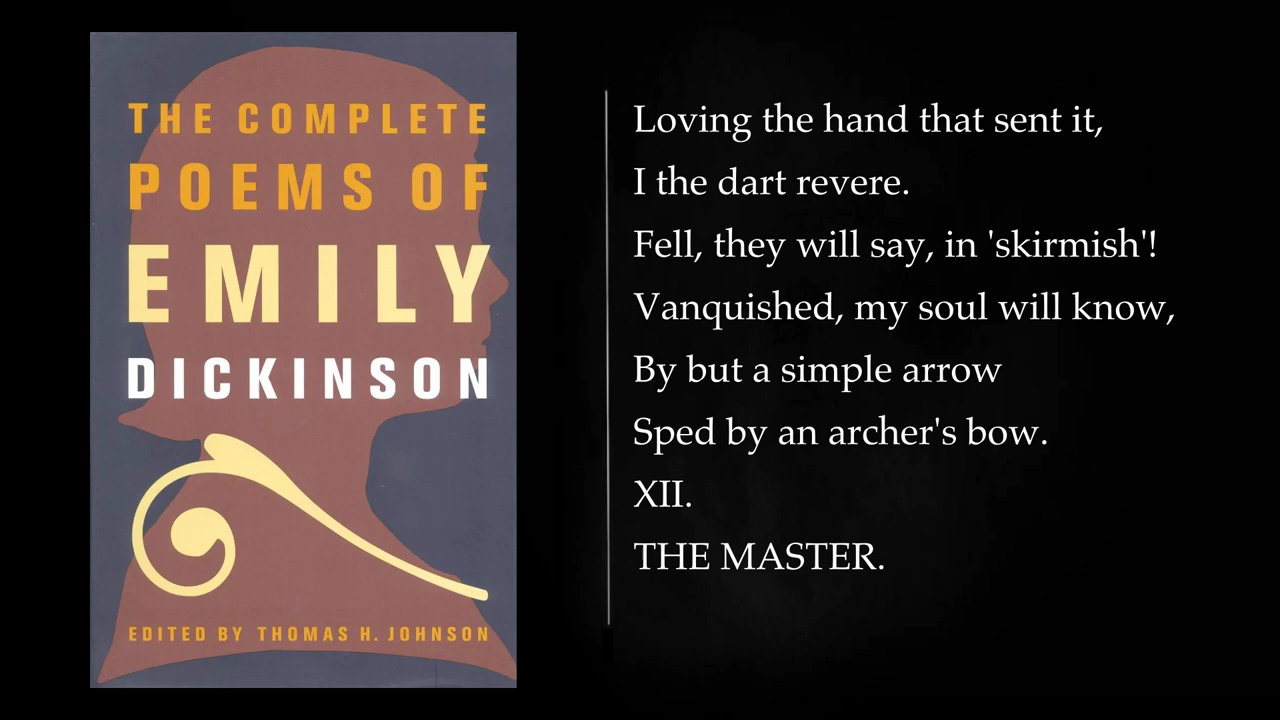 THE COMPLETE
POEMS OF
EMILY
DICKINSON
EDITED BY THOMAS H. JOHNSON
Loving the hand that sent it,
I the dart revere.
Fell, they will say, in 'skirmish'!
Vanquished, my soul will know,
By but a simple arrow
Sped by an archer's bow.
XII.
THE MASTER.